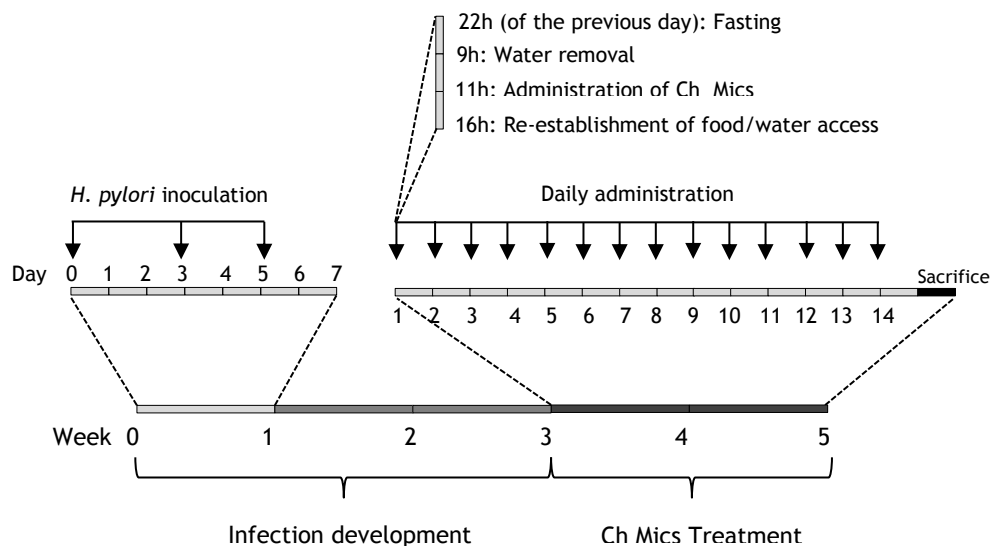 22h (of the previous day): Fasting
9h: Water removal
11h: Administration of Ch Mics
16h: Re-establishment of food/water access
H. pylori inoculation
Daily administration
Day 0 1 2 3 4 5 6 7
Sacrifice
1 2 3 4 5 6 7 8 9 10 11 12 13 14
Week 0 1 2 3 4 5
Infection development
Ch Mics Treatment